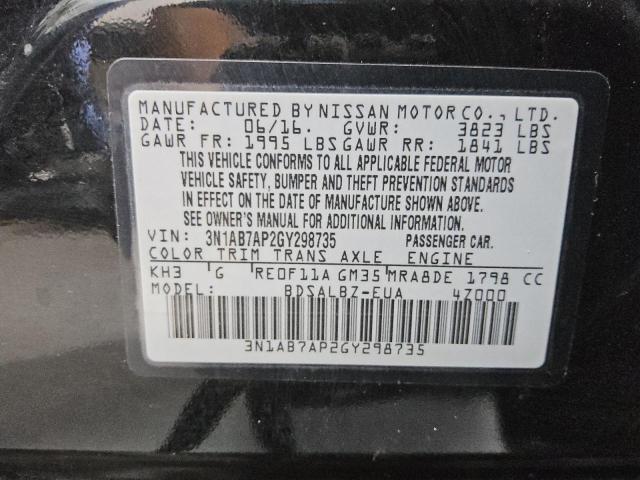 MANUFACTURED BY NISSAN MOTOR CO., LTD.
DATE: 06/16. GVWR: 3823 LBS
GAWR FR: 1995 LBS GAWR RR: 1841 LBS
THIS VEHICLE CONFORMS TO ALL APPLICABLE FEDERAL MOTOR
VEHICLE SAFETY, BUMPER AND THEFT PREVENTION STANDARDS
IN EFFECT ON THE DATE OF MANUFACTURE SHOWN ABOVE.
SEE OWNER'S MANUAL FOR ADDITIONAL INFORMATION.
VIN: 3N1AB7AP2GY298735 PASSENGER CAR.
COLOR TRIM TRANS AXLE ENGINE
KH3 G RE0F11A GM35 MRA8DE 1798 CC
MODEL: BDSALBZ-EUA 4Z000
3N1AB7AP2GY298735